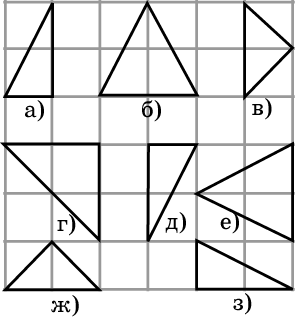 а) б) в)
г) д) е)
ж) з)